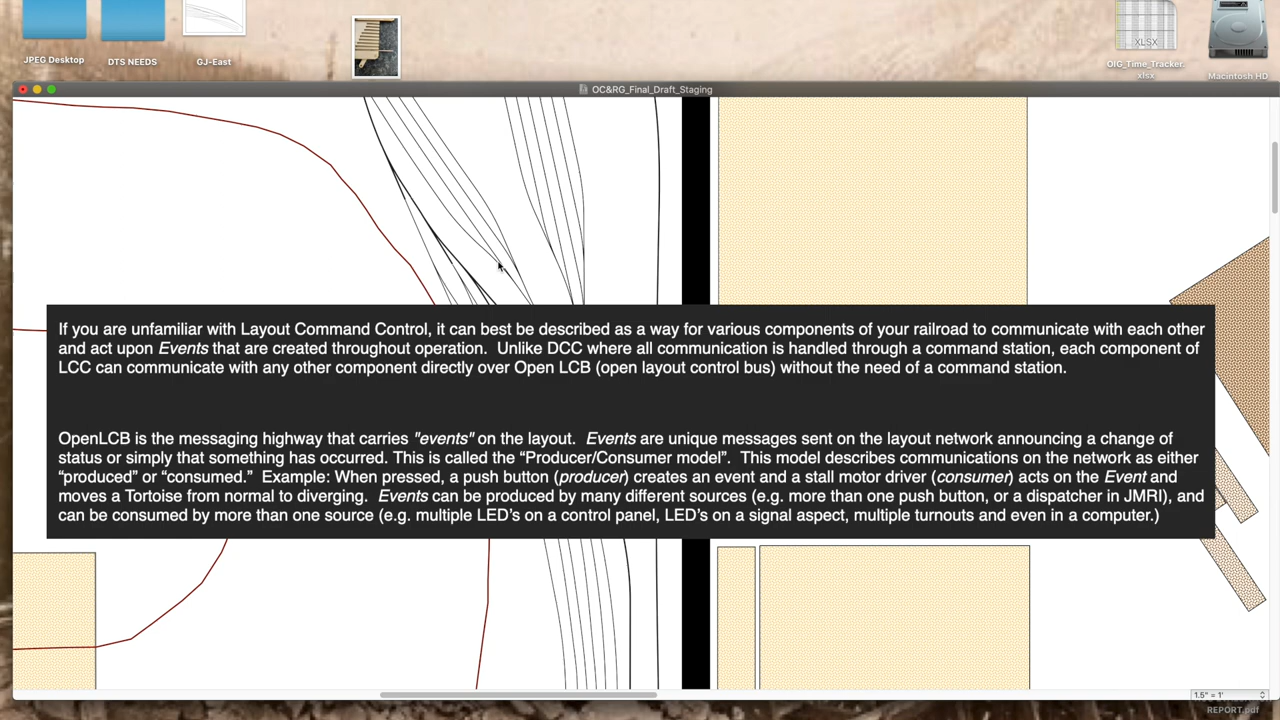 XLSX
JPEG Desktop
DTS NEEDS
GJ-East
OIG_Time_Tracker.
xlsx
Macintosh HD
OC&RG_Final_Draft_Staging
If you are unfamiliar with Layout Command Control, it can best be described as a way for various components of your railroad to communicate with each other
and act upon Events that are created throughout operation. Unlike DCC where all communication is handled through a command station, each component of
LCC can communicate with any other component directly over Open LCB (open layout control bus) without the need of a command station.
OpenLCB is the messaging highway that carries "events" on the layout. Events are unique messages sent on the layout network announcing a change of
status or simply that something has occurred. This is called the “Producer/Consumer model”. This model describes communications on the network as either
“produced” or “consumed.” Example: When pressed, a push button (producer) creates an event and a stall motor driver (consumer) acts on the Event and
moves a Tortoise from normal to diverging. Events can be produced by many different sources (e.g. more than one push button, or a dispatcher in JMRI), and
can be consumed by more than one source (e.g. multiple LED’s on a control panel, LED’s on a signal aspect, multiple turnouts and even in a computer.)
1.5" = 1'
REPORT.pdf